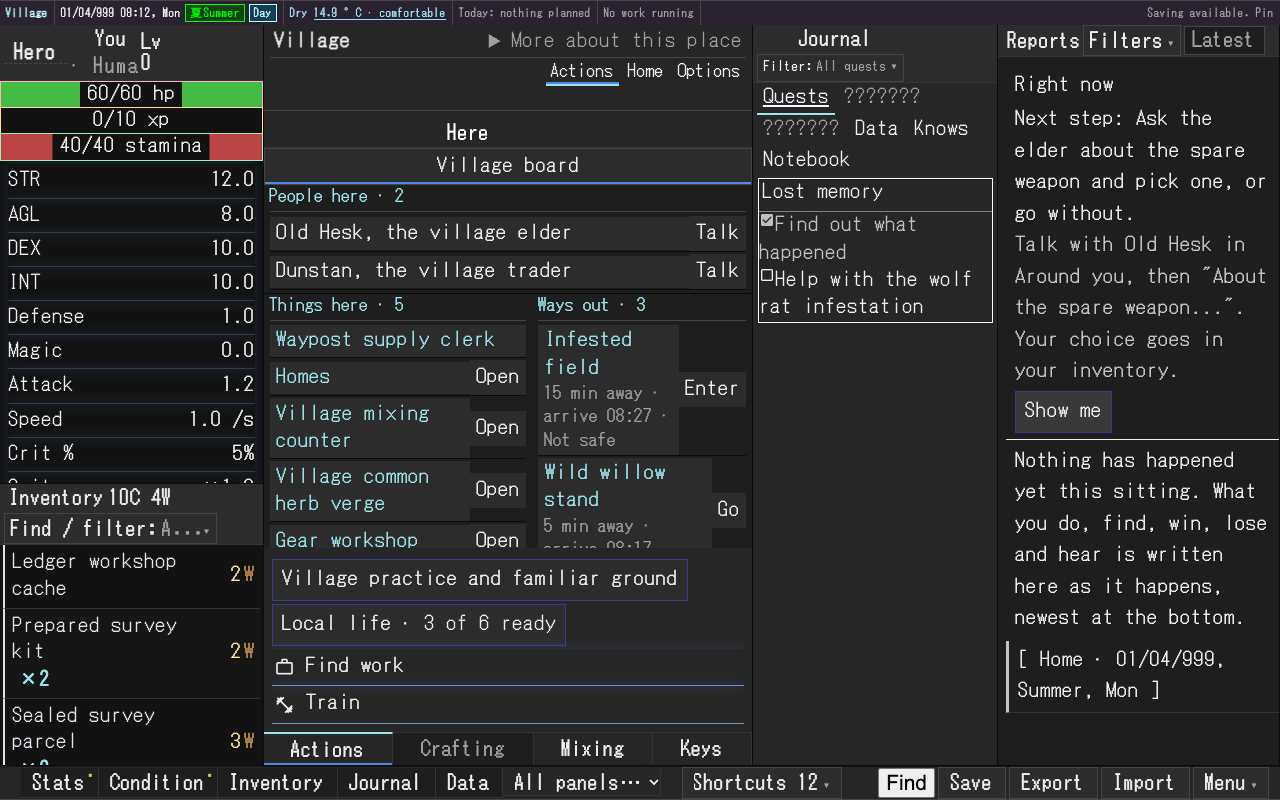 Village 01/04/999 08:12, Mon 夏Summer Day Dry 14.9 ° C · comfortable Today: nothing planned No work running Saving available. Pin
Hero
You Lv
Huma 0
60/60 hp
0/10 xp
40/40 stamina
STR 12.0
AGL 8.0
DEX 10.0
INT 10.0
Defense 1.0
Magic 0.0
Attack 1.2
Speed 1.0 /s
Crit % 5%
Inventory 10C 4W
Find / filter: A...
Ledger workshop
cache 2W
Prepared survey
kit 2W
×2
Sealed survey
parcel 3W
Village ▶ More about this place
Actions Home Options
Here
Village board
People here · 2
Old Hesk, the village elder Talk
Dunstan, the village trader Talk
Things here · 5
Waypost supply clerk
Homes Open
Village mixing
counter Open
Village common
herb verge Open
Gear workshop Open
Ways out · 3
Infested
field
15 min away ·
arrive 08:27 ·
Not safe
Enter
Wild willow
stand
5 min away ·
arrive 08:17
Go
Village practice and familiar ground
Local life · 3 of 6 ready
Find work
Train
Actions Crafting Mixing Keys
Journal
Filter: All quests
Quests ???????
??????? Data Knows
Notebook
Lost memory
Find out what
happened
Help with the wolf
rat infestation
Reports Filters Latest
Right now
Next step: Ask the
elder about the spare
weapon and pick one, or
go without.
Talk with Old Hesk in
Around you, then "About
the spare weapon...".
Your choice goes in
your inventory.
Show me
Nothing has happened
yet this sitting. What
you do, find, win, lose
and hear is written
here as it happens,
newest at the bottom.
[ Home · 01/04/999,
Summer, Mon ]
Stats Condition Inventory Journal Data All panels… Shortcuts 12 Find Save Export Import Menu